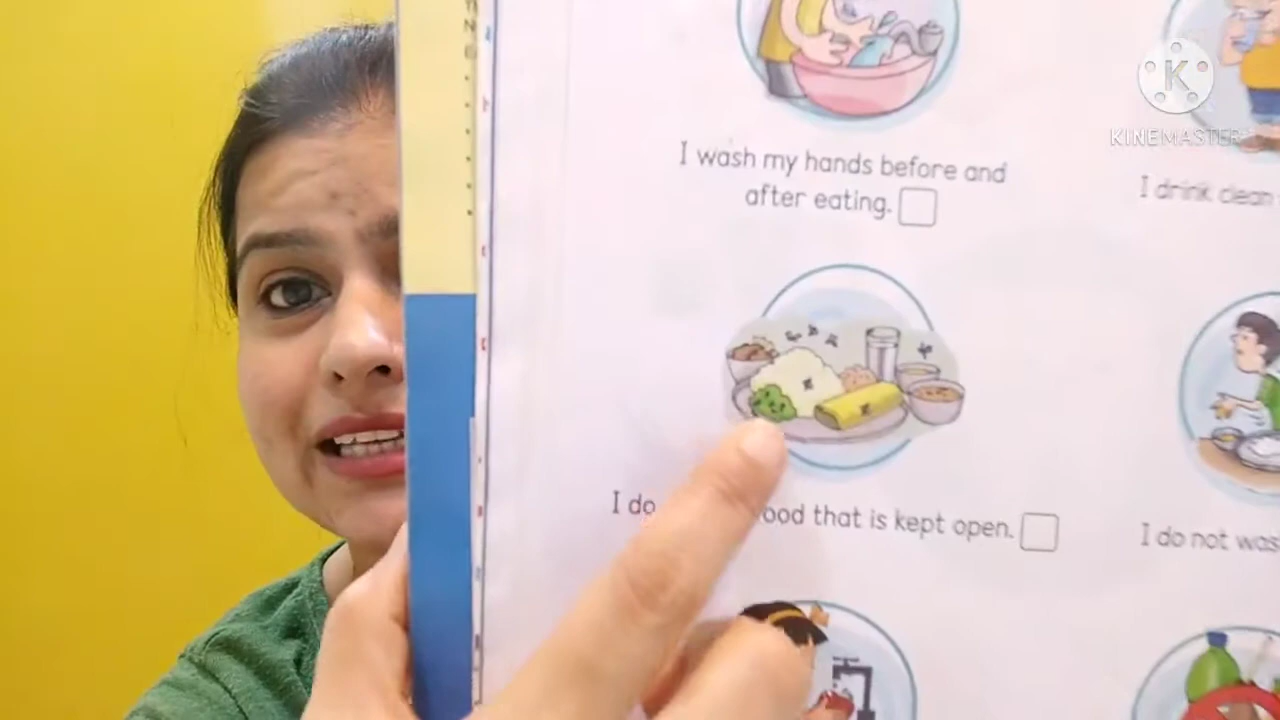 K
KINEMASTER
I wash my hands before and
after eating.
I drink clean
I do ood that is kept open.
I do not was